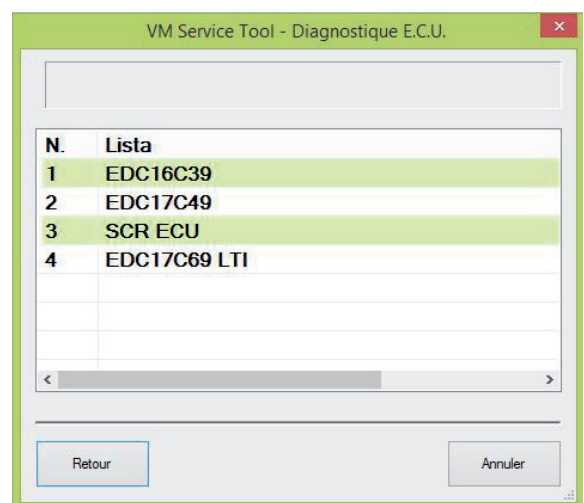 VM Service Tool - Diagnostique E.C.U.
N. Lista
1 EDC16C39
2 EDC17C49
3 SCR ECU
4 EDC17C69 LTI
Retour Annuler